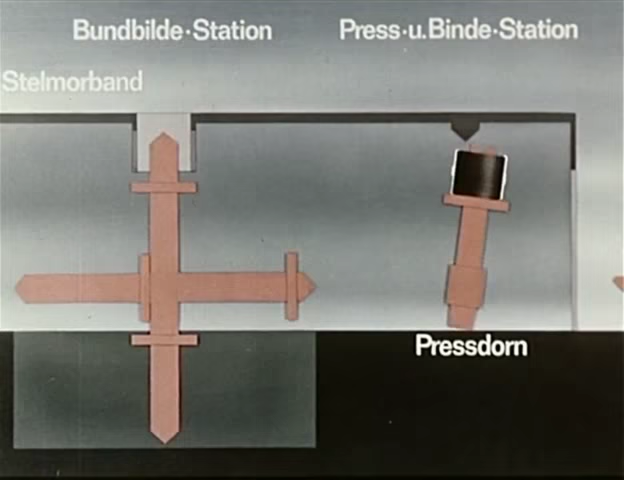 Bundbilde·Station
Press·u.Binde·Station
Stelmorband
Pressdorn